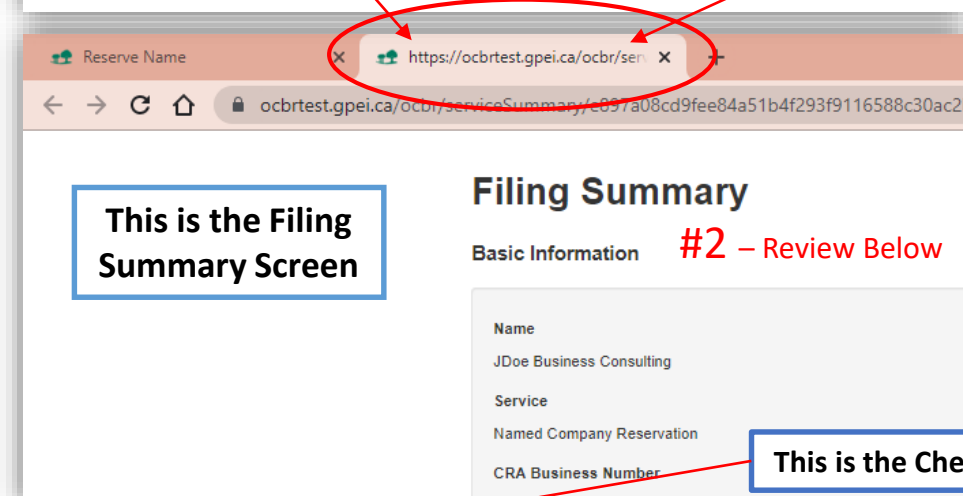 Reserve Name
https://ocbrtest.gpei.ca/ocbr/ser
ocbrtest.gpei.ca/ocbr/serviceSummary/c897a08cd9fee84a51b4f293f9116588c30ac2
This is the Filing
Summary Screen
Filing Summary
Basic Information #2 – Review Below
Name
JDoe Business Consulting
Service
Named Company Reservation
CRA Business Number
This is the Che